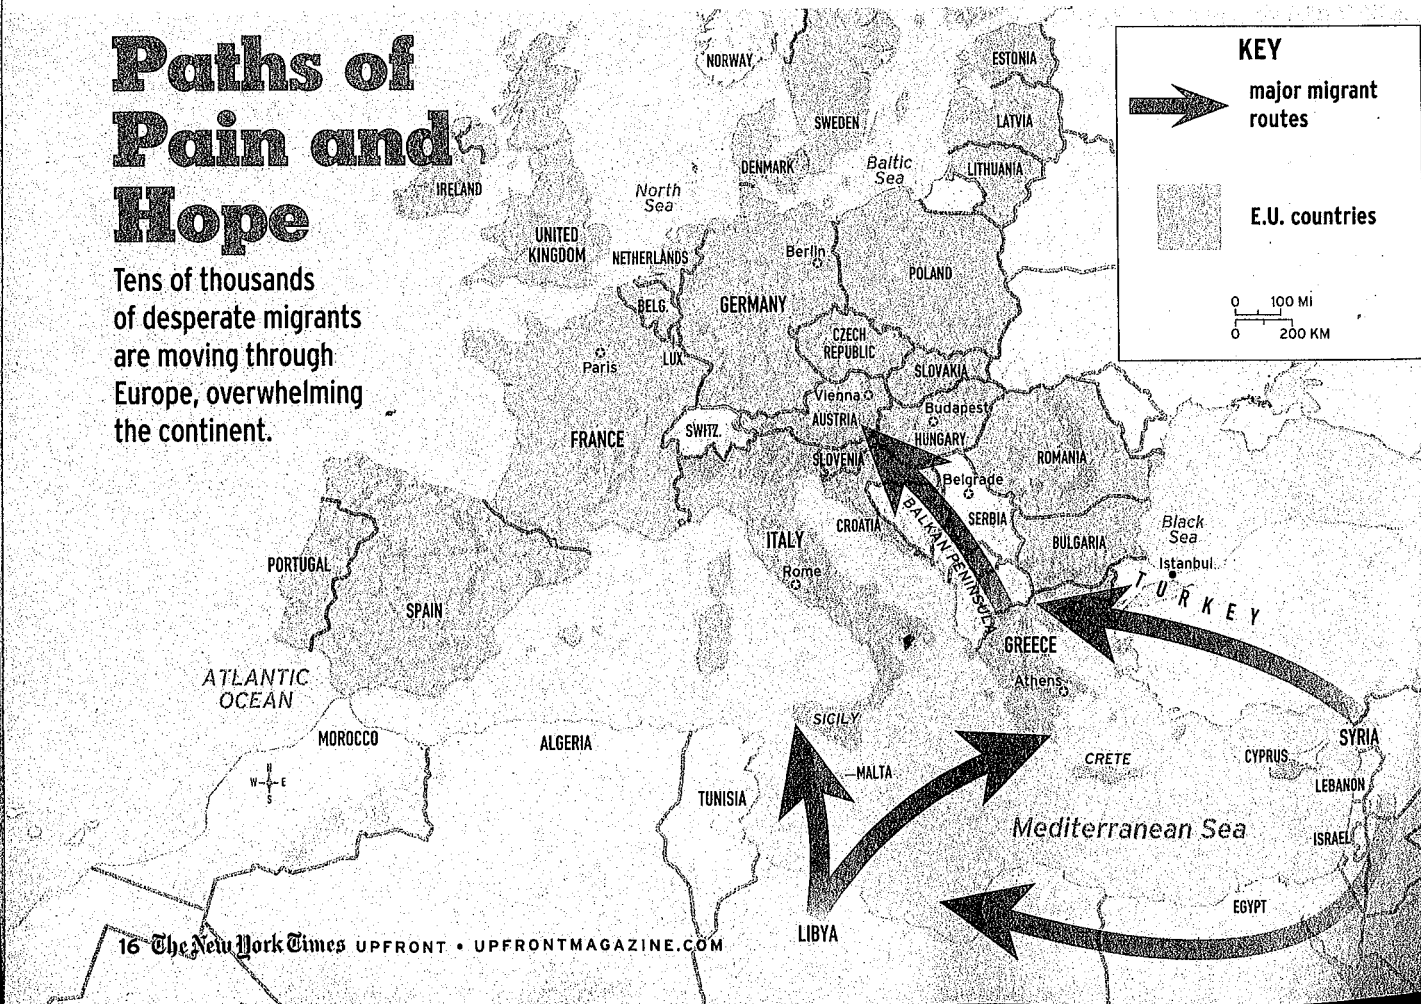 Paths of
Pain and
Hope
Tens of thousands
of desperate migrants
are moving through
Europe, overwhelming
the continent.
KEY
major migrant
routes
E.U. countries
0 100 MI
0 200 KM
NORWAY
ESTONIA
SWEDEN
LATVIA
DENMARK
Baltic
Sea
LITHUANIA
IRELAND
North
Sea
UNITED
KINGDOM
NETHERLANDS
Berlin
POLAND
BELG.
GERMANY
LUX.
CZECH
REPUBLIC
Paris
SLOVAKIA
Vienna
AUSTRIA
Budapest
HUNGARY
FRANCE
SWITZ.
SLOVENIA
ROMANIA
Belgrade
CROATIA
BALKAN PENINSULA
SERBIA
BULGARIA
Black
Sea
Istanbul
TURKEY
ITALY
Rome
PORTUGAL
SPAIN
GREECE
Athens
ATLANTIC
OCEAN
SICILY
MOROCCO
ALGERIA
N
W E
S
MALTA
CRETE
CYPRUS
SYRIA
LEBANON
TUNISIA
Mediterranean Sea
ISRAEL
EGYPT
LIBYA
16 The New York Times UPFRONT • UPFRONTMAGAZINE.COM